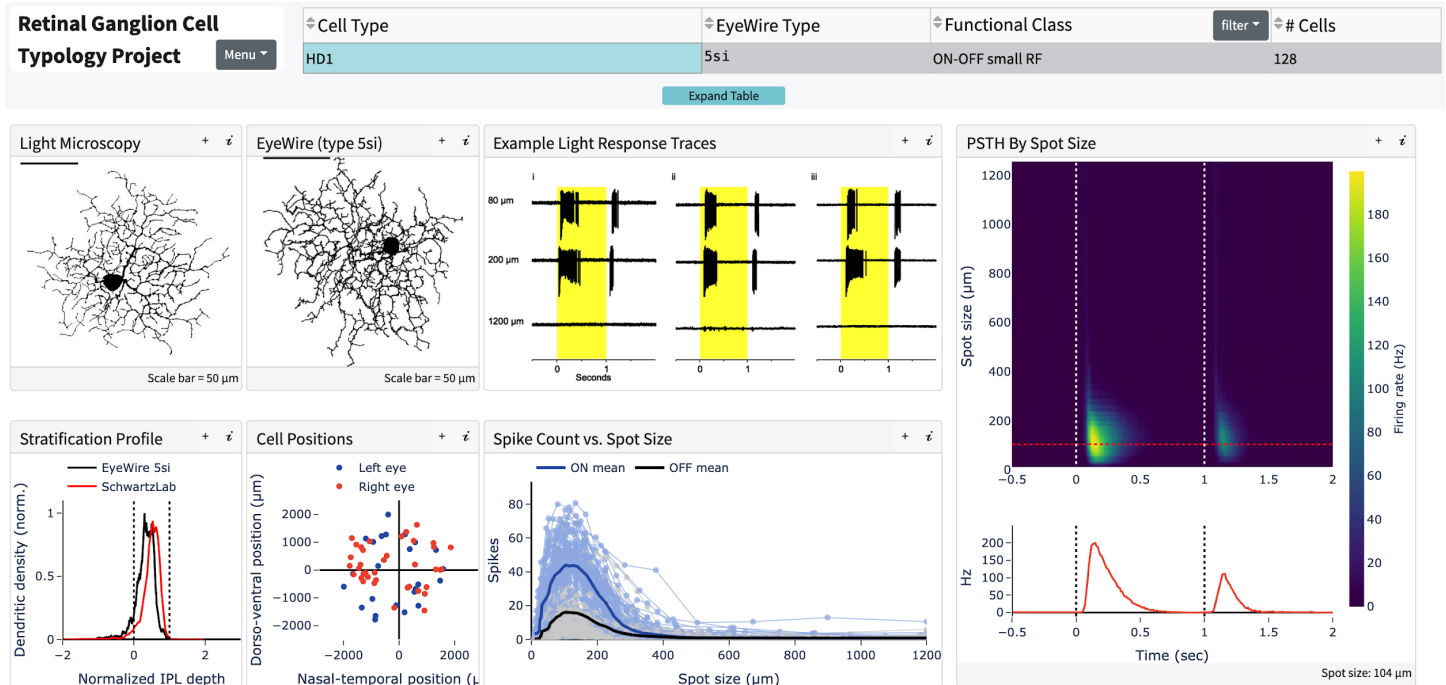 Retinal Ganglion Cell
Typology Project
Menu
Cell Type
EyeWire Type
Functional Class
filter
# Cells
HD1
5si
ON-OFF small RF
128
Expand Table
Light Microscopy
+ i
Scale bar = 50 µm
EyeWire (type 5si)
+ i
Scale bar = 50 µm
Example Light Response Traces
+ i
i
ii
iii
80 µm
200 µm
1200 µm
0 1
0 1
0 1
Seconds
PSTH By Spot Size
+ i
Spot size (µm)
1200
1000
800
600
400
200
0
−0.5 0 0.5 1 1.5 2
180
160
140
120
100
80
60
40
20
0
Firing rate (Hz)
Hz
200
150
100
50
0
−0.5 0 0.5 1 1.5 2
Time (sec)
Spot size: 104 µm
Stratification Profile
+ i
EyeWire 5si
SchwartzLab
Dendritic density (norm.)
1
0.5
0
−2 0 2
Normalized IPL depth
Cell Positions
+ i
Left eye
Right eye
Dorso-ventral position (µm)
2000
1000
0
−1000
−2000
−2000 0 2000
Nasal-temporal position (µ
Spike Count vs. Spot Size
+ i
ON mean
OFF mean
Spikes
80
60
40
20
0
0 200 400 600 800 1000 1200
Spot size (µm)